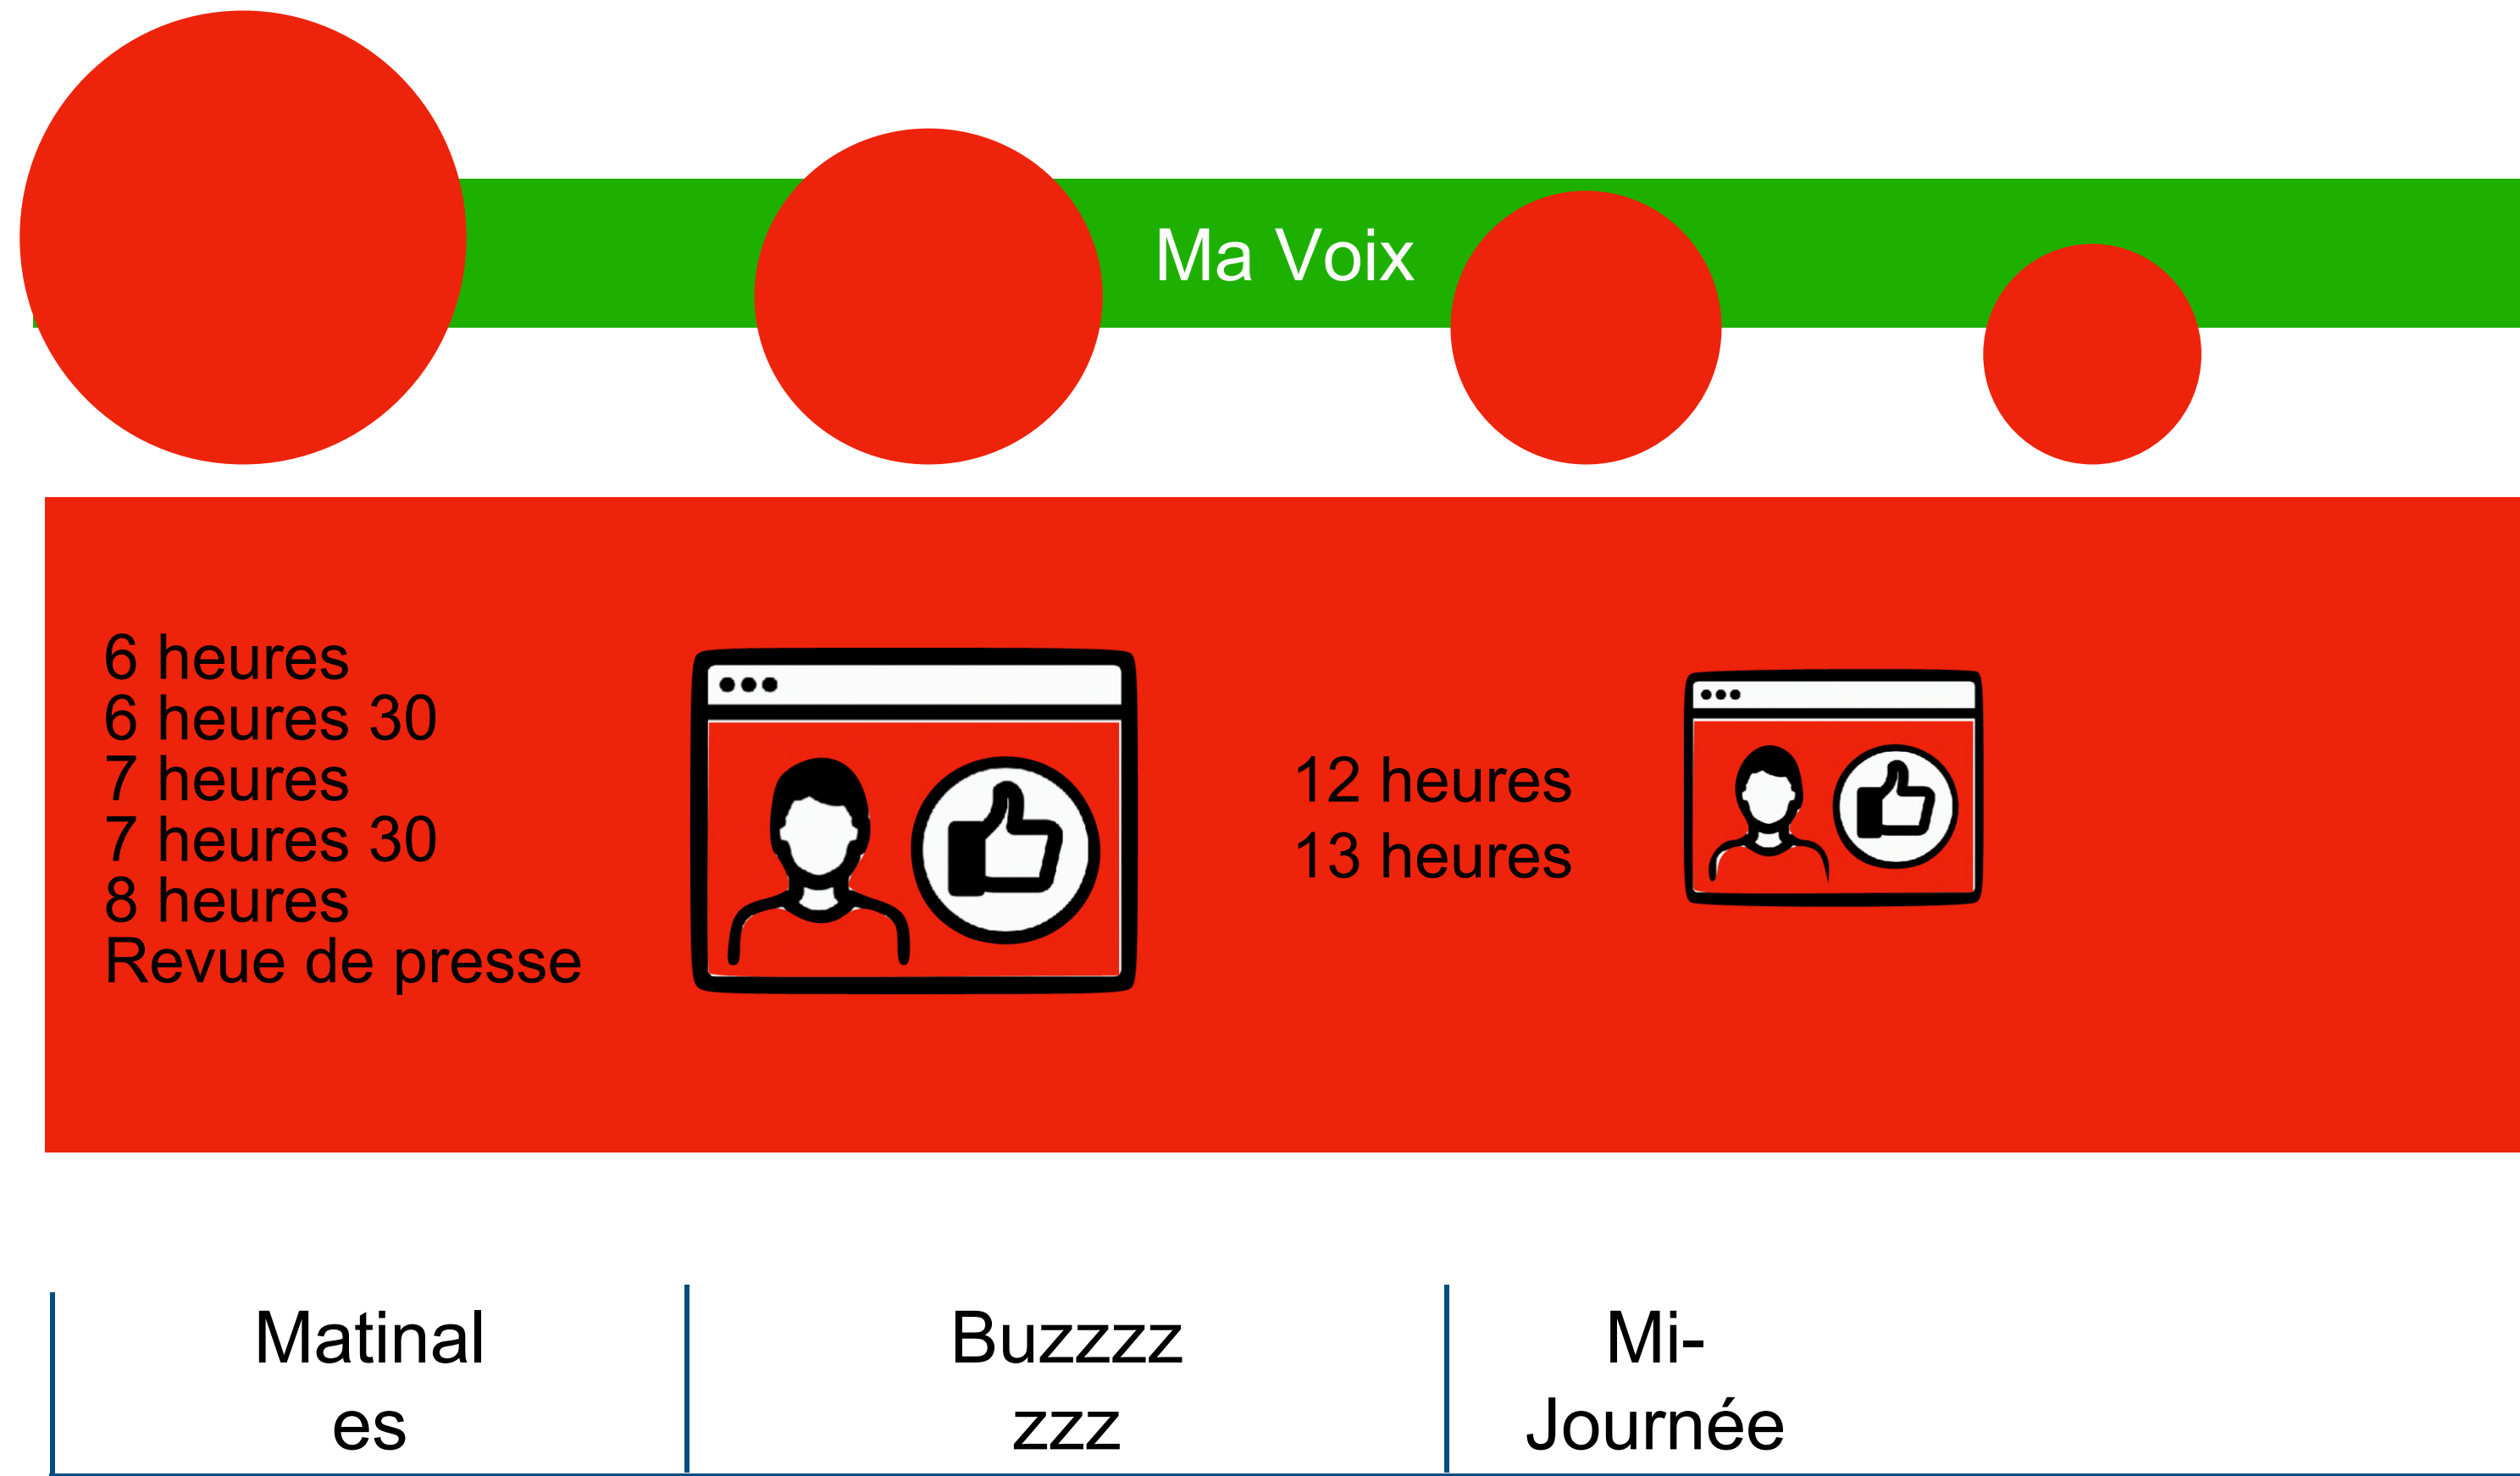 Ma Voix
6 heures
6 heures 30
7 heures
7 heures 30
8 heures
Revue de presse
12 heures
13 heures
Matinal
es
Buzzzz
zzz
Mi-
Journée